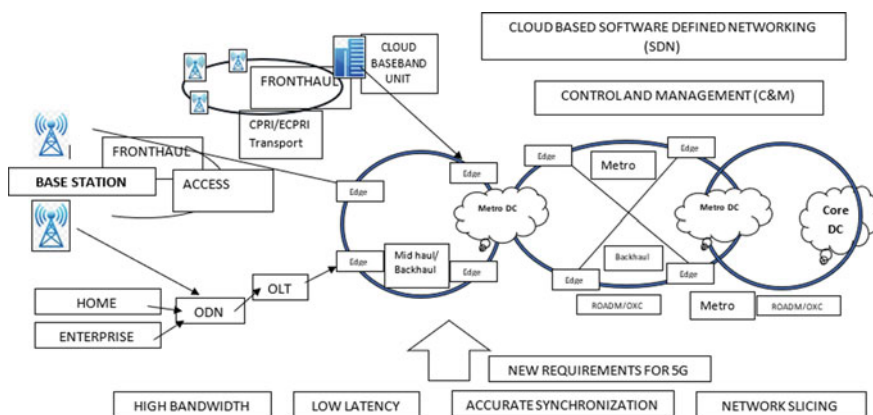 CLOUD BASED SOFTWARE DEFINED NETWORKING
(SDN)
CLOUD
BASEBAND
UNIT
FRONTHAUL
CONTROL AND MANAGEMENT (C&M)
CPRI/ECPRI
Transport
FRONTHAUL
BASE STATION
ACCESS
Edge
Edge
Edge
Metro
Edge
Metro DC
Metro DC
Core
DC
Edge
Mid haul/
Backhaul
Edge
Edge
Backhaul
Edge
OLT
HOME
ODN
ENTERPRISE
ROADM/OXC
Metro
ROADM/OXC
NEW REQUIREMENTS FOR 5G
HIGH BANDWIDTH
LOW LATENCY
ACCURATE SYNCHRONIZATION
NETWORK SLICING